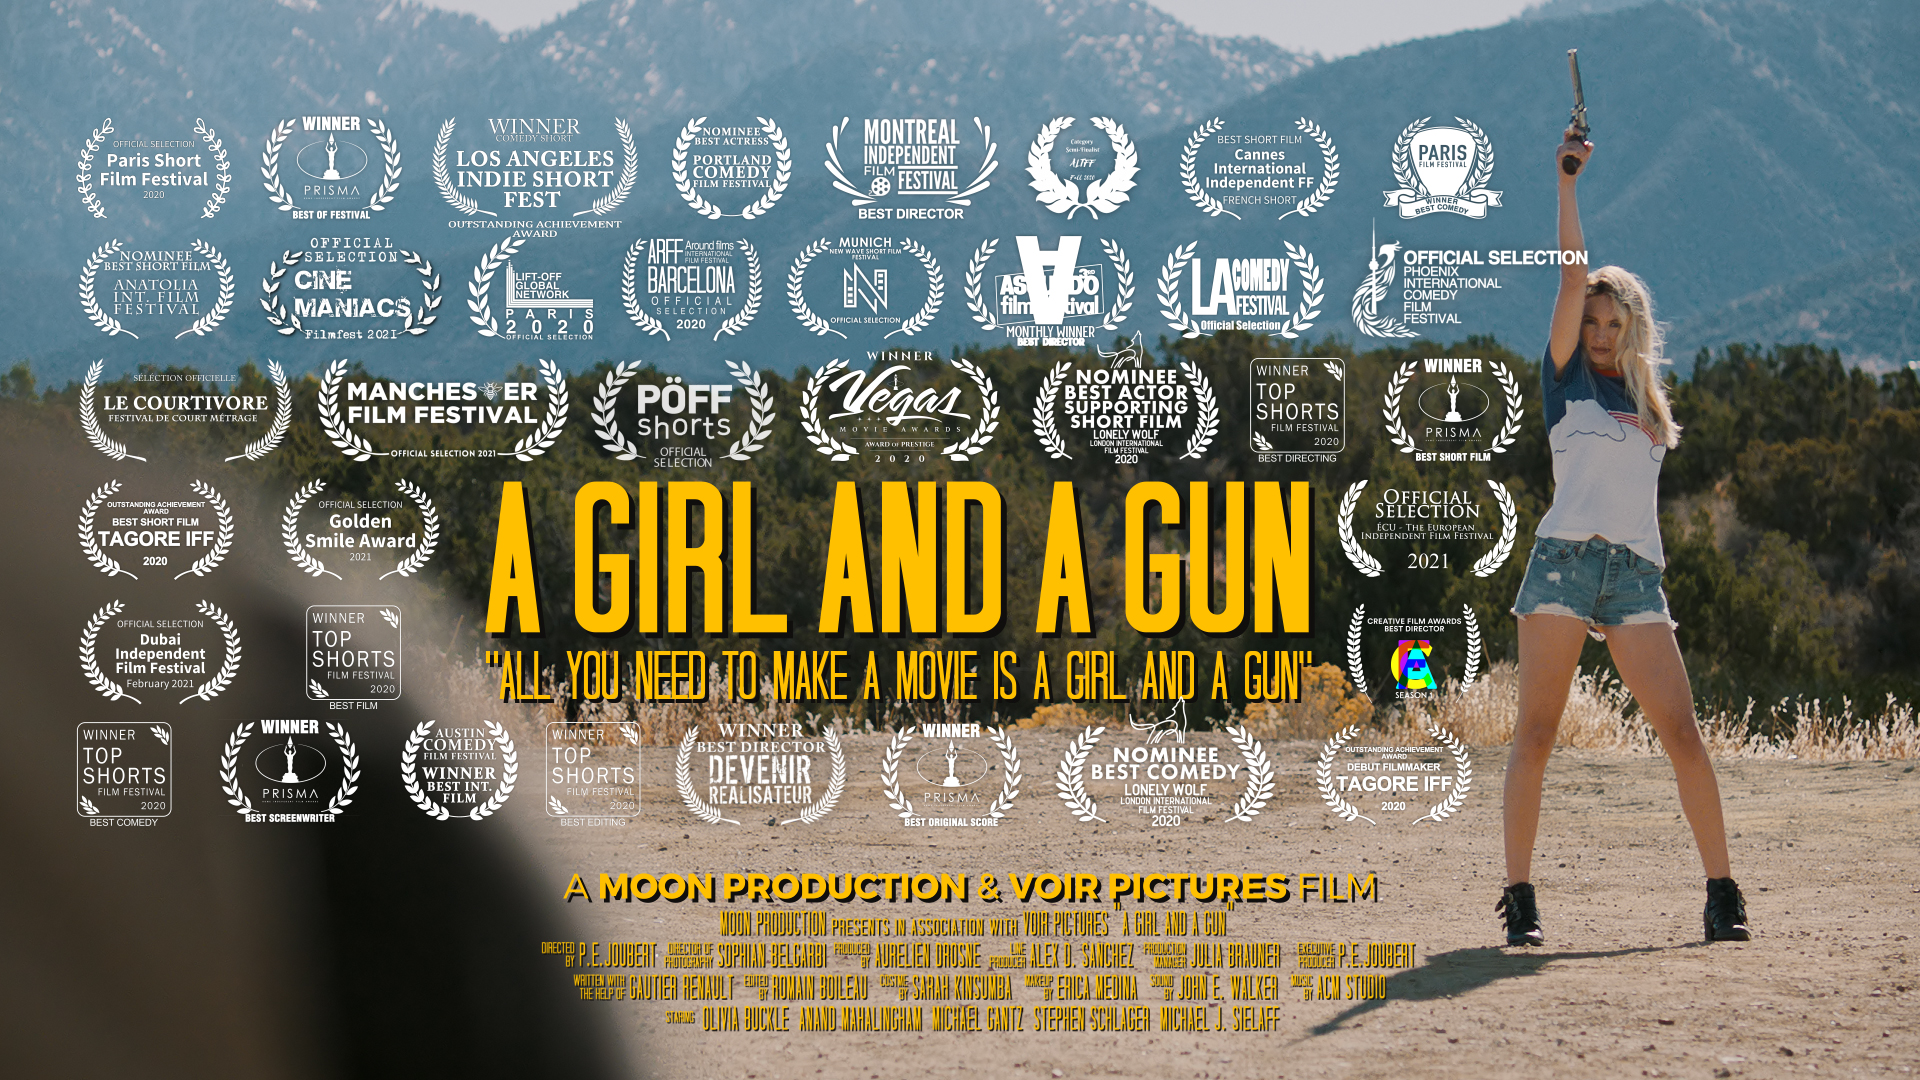 OFFICIAL SELECTION
Paris Short
Film Festival
2020
WINNER
PRISMA
BEST OF FESTIVAL
WINNER
COMEDY SHORT
LOS ANGELES
INDIE SHORT
FEST
OUTSTANDING ACHIEVEMENT
AWARD
NOMINEE
BEST ACTRESS
PORTLAND
COMEDY
FILM FESTIVAL
MONTREAL
INDEPENDENT
FILM
FESTIVAL
BEST DIRECTOR
Category
Semi-Finalist
ALTFF
Fall 2020
BEST SHORT FILM
Cannes
International
Independent FF
FRENCH SHORT
PARIS
FILM FESTIVAL
WINNER
BEST COMEDY
NOMINEE
BEST SHORT FILM
ANATOLIA
INT. FILM
FESTIVAL
OFFICIAL
SELECTION
CINE
MANIACS
Filmfest 2021
LIFT-OFF
GLOBAL
NETWORK
PARIS
2020
OFFICIAL SELECTION
ARFF Around films
INTERNATIONAL
FILM FESTIVAL
BARCELONA
OFFICIAL
SELECTION
2020
MUNICH
NEW WAVE SHORT FILM
FESTIVAL
N
OFFICIAL SELECTION
MONTHLY WINNER
BEST DIRECTOR
LA COMEDY
FESTIVAL
Official Selection
OFFICIAL SELECTION
PHOENIX
INTERNATIONAL
COMEDY
FILM
FESTIVAL
SÉLECTION OFFICIELLE
LE COURTIVORE
FESTIVAL DE COURT MÉTRAGE
MANCHES ER
FILM FESTIVAL
OFFICIAL SELECTION 2021
PÖFF
shorts
OFFICIAL
SELECTION
WINNER
Vegas
MOVIE AWARDS
AWARD OF PRESTIGE
2020
NOMINEE
BEST ACTOR
SUPPORTING
SHORT FILM
LONELY WOLF
LONDON INTERNATIONAL
FILM FESTIVAL
2020
WINNER
TOP
SHORTS
FILM FESTIVAL
2020
BEST DIRECTING
WINNER
PRISMA
BEST SHORT FILM
OUTSTANDING ACHIEVEMENT
AWARD
BEST SHORT FILM
TAGORE IFF
2020
OFFICIAL SELECTION
Golden
Smile Award
2021
A GIRL AND A GUN
OFFICIAL
SELECTION
ÉCU - THE EUROPEAN
INDEPENDENT FILM FESTIVAL
2021
OFFICIAL SELECTION
Dubai
Independent
Film Festival
February 2021
WINNER
TOP
SHORTS
FILM FESTIVAL
2020
BEST FILM
"ALL YOU NEED TO MAKE A MOVIE IS A GIRL AND A GUN"
CREATIVE FILM AWARDS
BEST DIRECTOR
SEASON 1
WINNER
TOP
SHORTS
FILM FESTIVAL
2020
BEST COMEDY
WINNER
PRISMA
BEST SCREENWRITER
AUSTIN
COMEDY
FILM FESTIVAL
WINNER
BEST INT.
FILM
WINNER
TOP
SHORTS
FILM FESTIVAL
2020
BEST EDITING
WINNER
BEST DIRECTOR
DEVENIR
REALISATEUR
WINNER
PRISMA
BEST ORIGINAL SCORE
NOMINEE
BEST COMEDY
LONELY WOLF
LONDON INTERNATIONAL
FILM FESTIVAL
2020
OUTSTANDING ACHIEVEMENT
AWARD
DEBUT FILMMAKER
TAGORE IFF
2020
A MOON PRODUCTION & VOIR PICTURES FILM
MOON PRODUCTION PRESENTS IN ASSOCIATION WITH VOIR PICTURES "A GIRL AND A GUN"
DIRECTED BY P.E.JOUBERT DIRECTOR OF PHOTOGRAPHY SOPHIAN BELGARBI PRODUCED BY AURELIEN DROSNE LINE PRODUCER ALEX D. SANCHEZ PRODUCTION MANAGER JULIA BRAUNER EXECUTIVE PRODUCER P.E.JOUBERT
WRITTEN WITH THE HELP OF GAUTIER RENAULT EDITED BY ROMAIN BOILEAU COSTUME BY SARAH KINSUMBA MAKEUP BY ERICA MEDINA SOUND BY JOHN E. WALKER MUSIC BY ACM STUDIO
STARING OLIVIA BUCKLE ANAND MAHALINGHAM MICHAEL GANTZ STEPHEN SCHLAGER MICHAEL J. SIELAFF